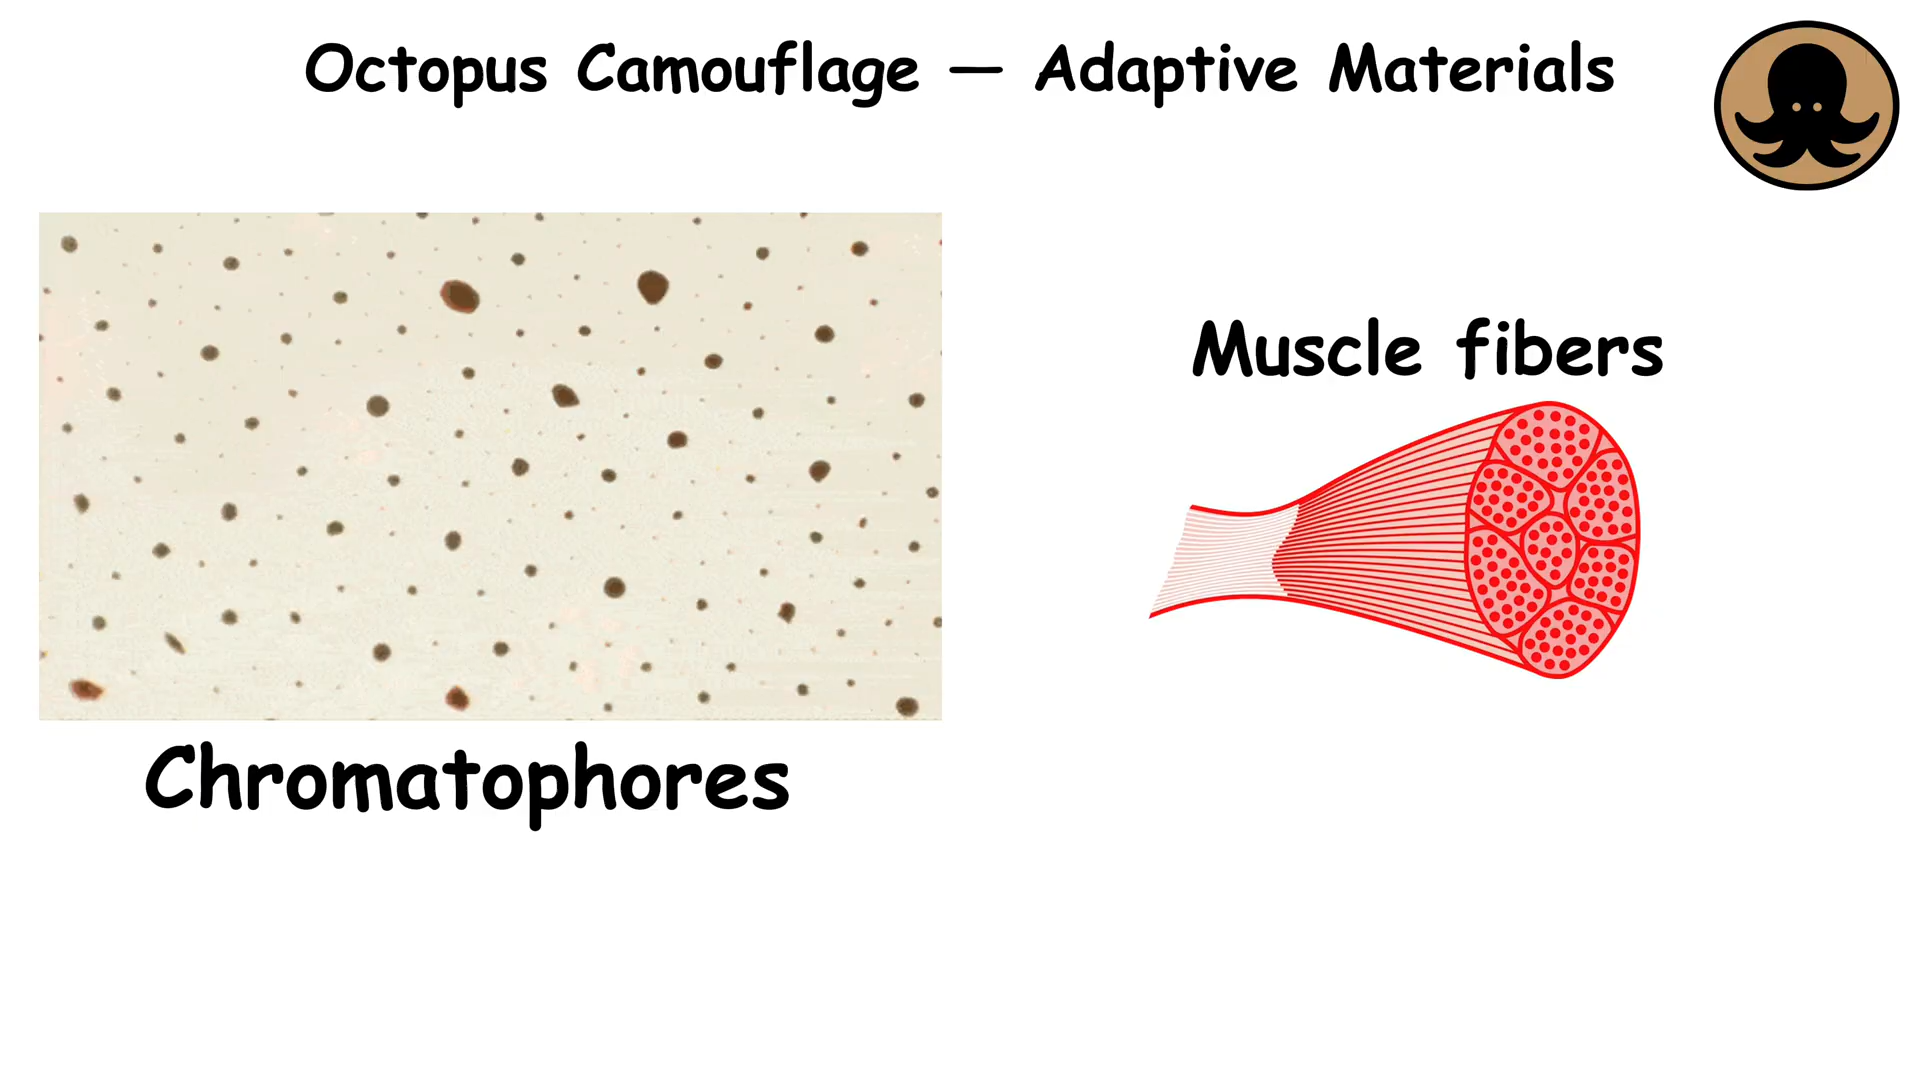 Octopus Camouflage — Adaptive Materials
Muscle fibers
Chromatophores